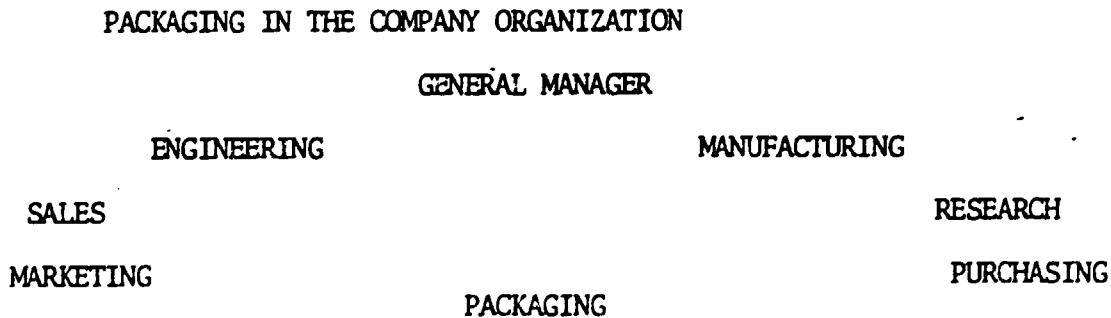 PACKAGING IN THE COMPANY ORGANIZATION
GENERAL MANAGER
ENGINEERING MANUFACTURING
SALES RESEARCH
MARKETING PURCHASING
PACKAGING